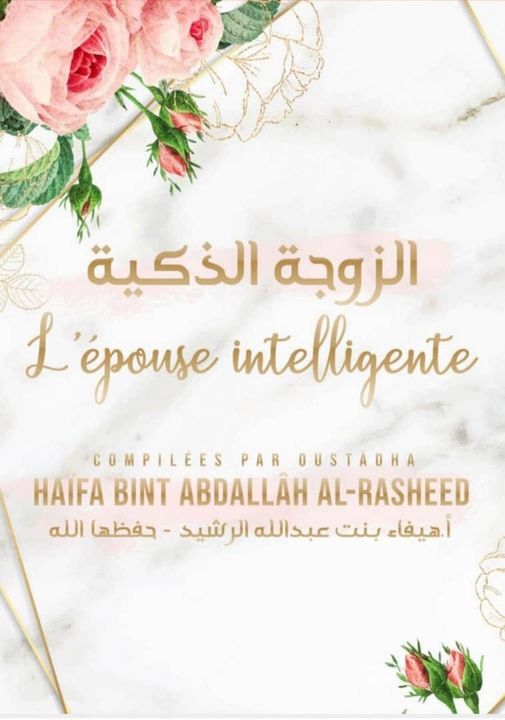 الزوجة الذكية
L'épouse intelligente
COMPILÉES PAR OUSTADHA
HAÏFA BINT ABDALLÂH AL-RASHEED
أ.هيفاء بنت عبدالله الرشيد - حفظها الله